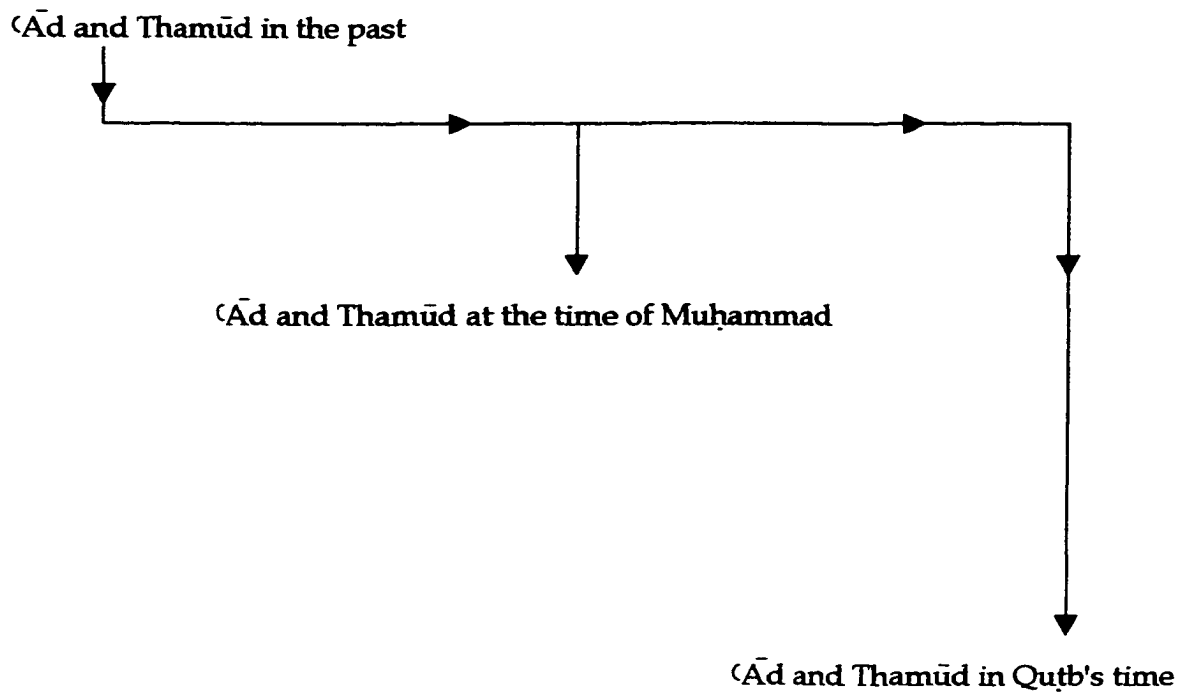 ʿĀd and Thamūd in the past
ʿĀd and Thamūd at the time of Muḥammad
ʿĀd and Thamūd in Quṭb's time